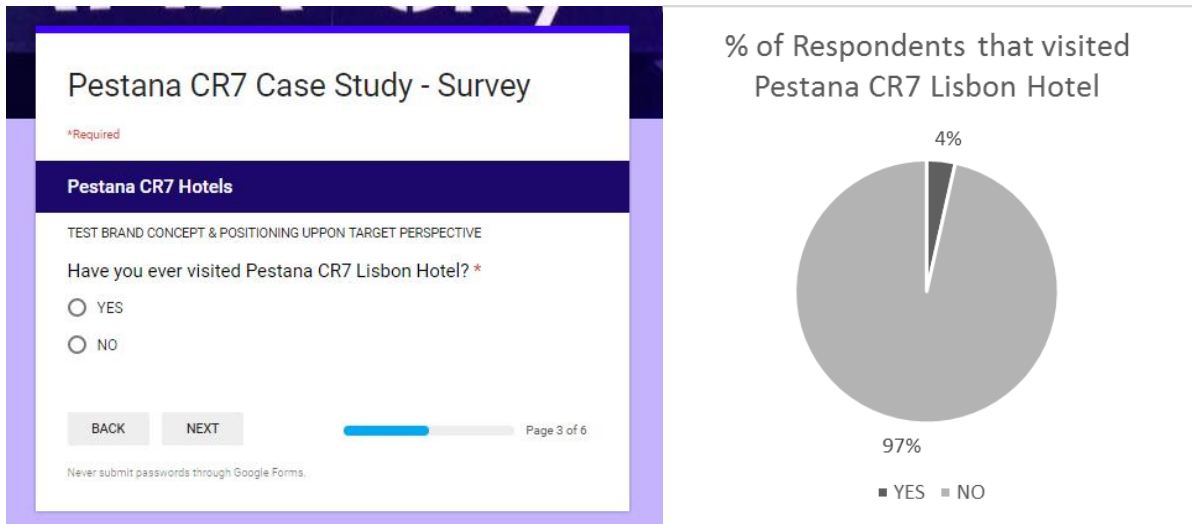 Pestana CR7 Case Study - Survey
*Required
Pestana CR7 Hotels
TEST BRAND CONCEPT & POSITIONING UPPON TARGET PERSPECTIVE
Have you ever visited Pestana CR7 Lisbon Hotel? *
YES
NO
BACK
NEXT
Page 3 of 6
Never submit passwords through Google Forms.
% of Respondents that visited
Pestana CR7 Lisbon Hotel
4%
97%
YES NO